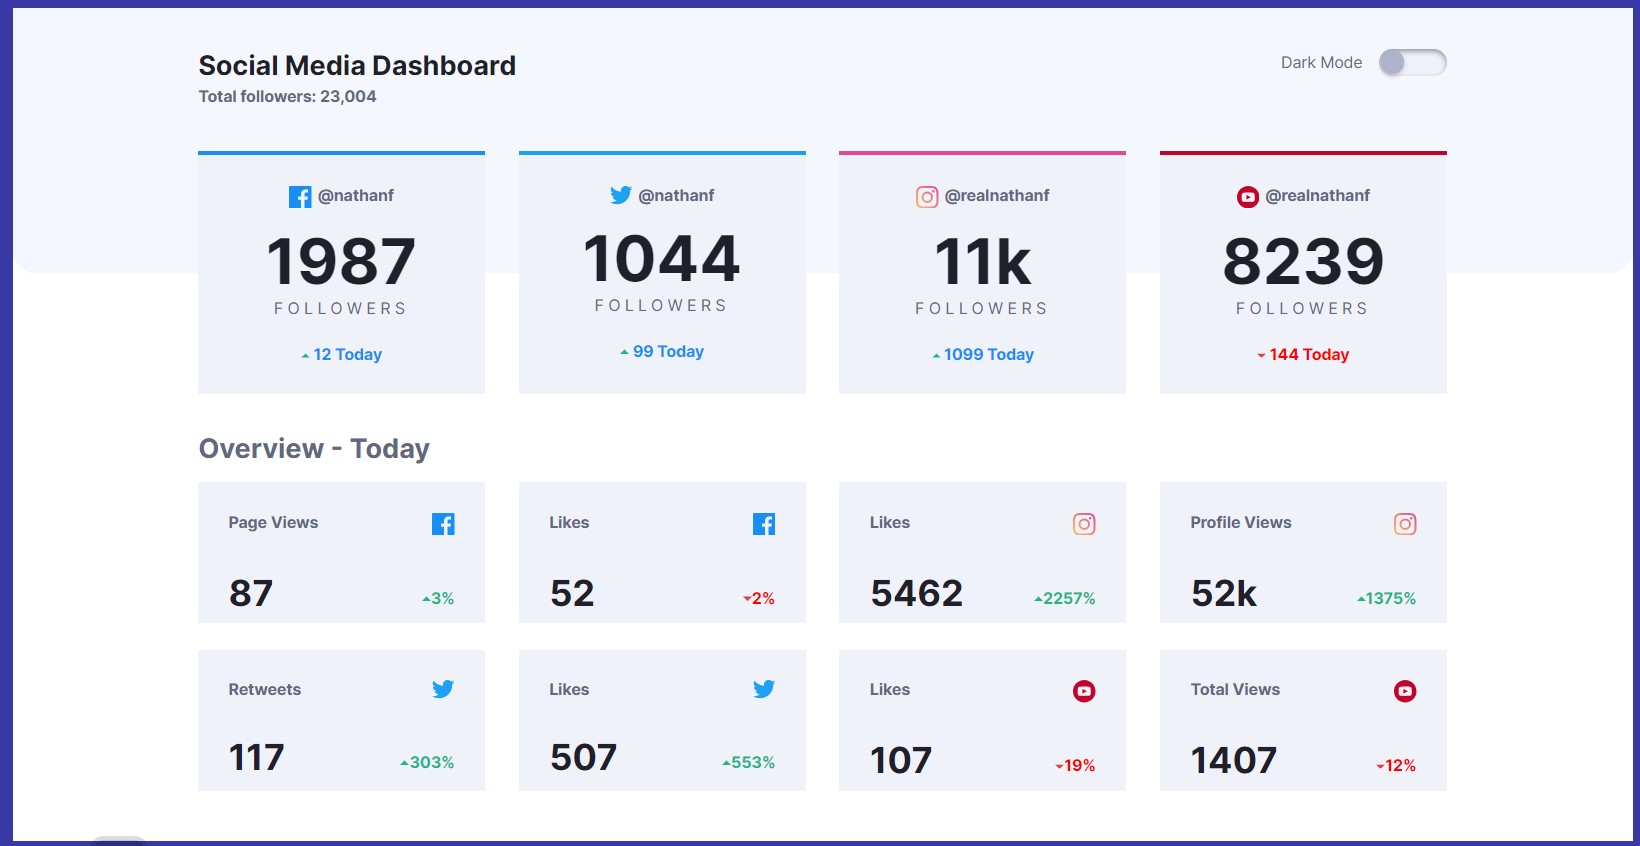 Social Media Dashboard
Dark Mode
Total followers: 23,004
@nathanf
1987
FOLLOWERS
12 Today
@nathanf
1044
FOLLOWERS
99 Today
@realnathanf
11k
FOLLOWERS
1099 Today
@realnathanf
8239
FOLLOWERS
144 Today
Overview - Today
Page Views
87
3%
Likes
52
2%
Likes
5462
2257%
Profile Views
52k
1375%
Retweets
117
303%
Likes
507
553%
Likes
107
19%
Total Views
1407
12%